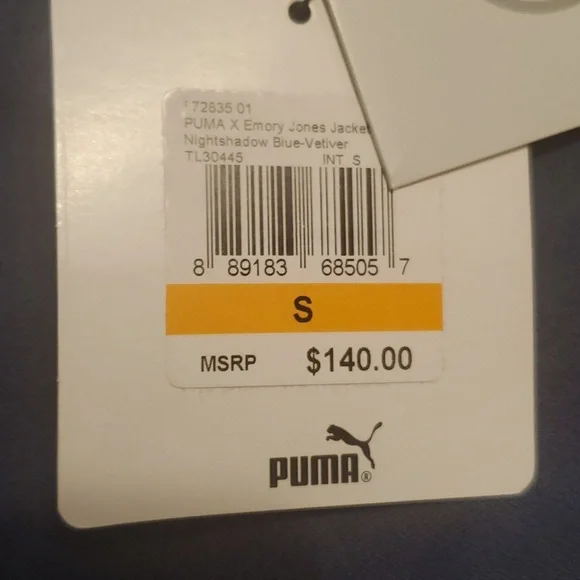 172835 01
PUMA X Emory Jones Jacket
Nightshadow Blue-Vetiver
TL30445 INT S
8 89183 68505 7
S
MSRP $140.00
PUMA®